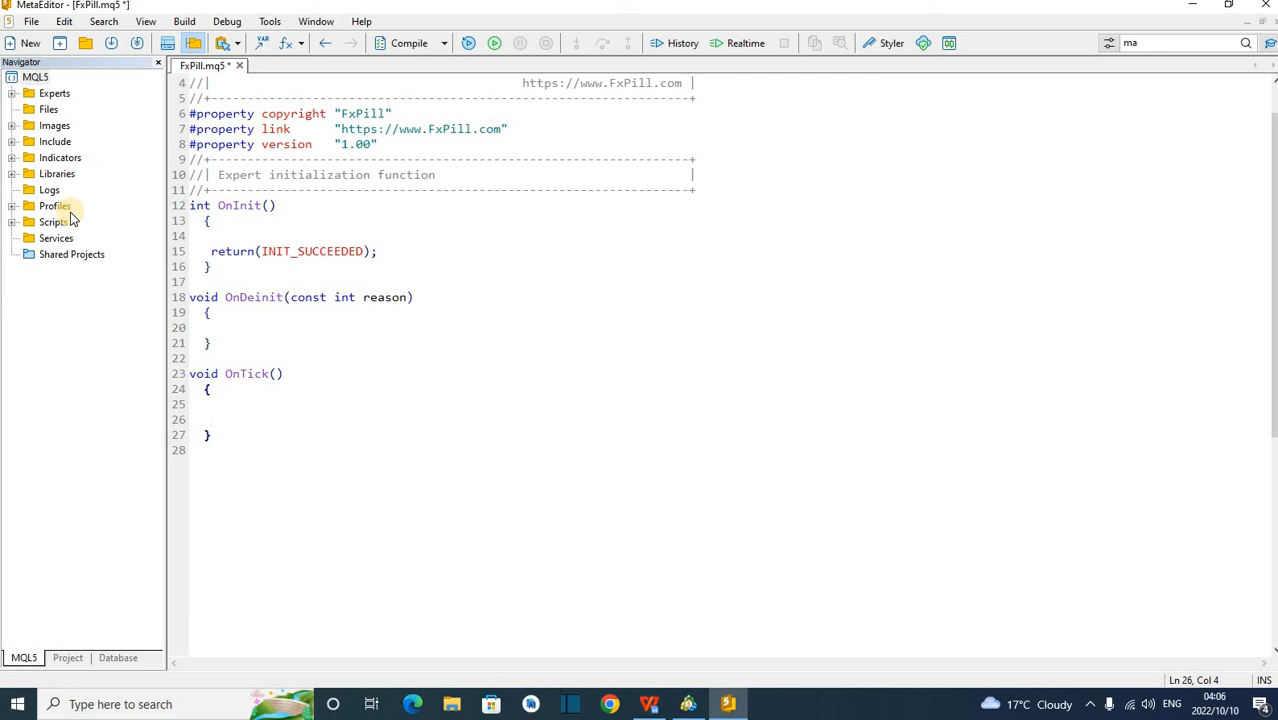 MetaEditor - [FxPill.mq5 *]
File Edit Search View Build Debug Tools Window Help
New Compile History Realtime Styler ma
Navigator
FxPill.mq5 *
MQL5
Experts
Files
Images
Include
Indicators
Libraries
Logs
Profiles
Scripts
Services
Shared Projects
4 //| https://www.FxPill.com |
5 //+------------------------------------------------------------------+
6 #property copyright "FxPill"
7 #property link "https://www.FxPill.com"
8 #property version "1.00"
9 //+------------------------------------------------------------------+
10 //| Expert initialization function |
11 //+------------------------------------------------------------------+
12 int OnInit()
13 {
14
15 return(INIT_SUCCEEDED);
16 }
17
18 void OnDeinit(const int reason)
19 {
20
21 }
22
23 void OnTick()
24 {
25
26
27 }
28
MQL5 Project Database
Ln 26, Col 4 INS
Type here to search
17°C Cloudy ENG
04:06
2022/10/10
4